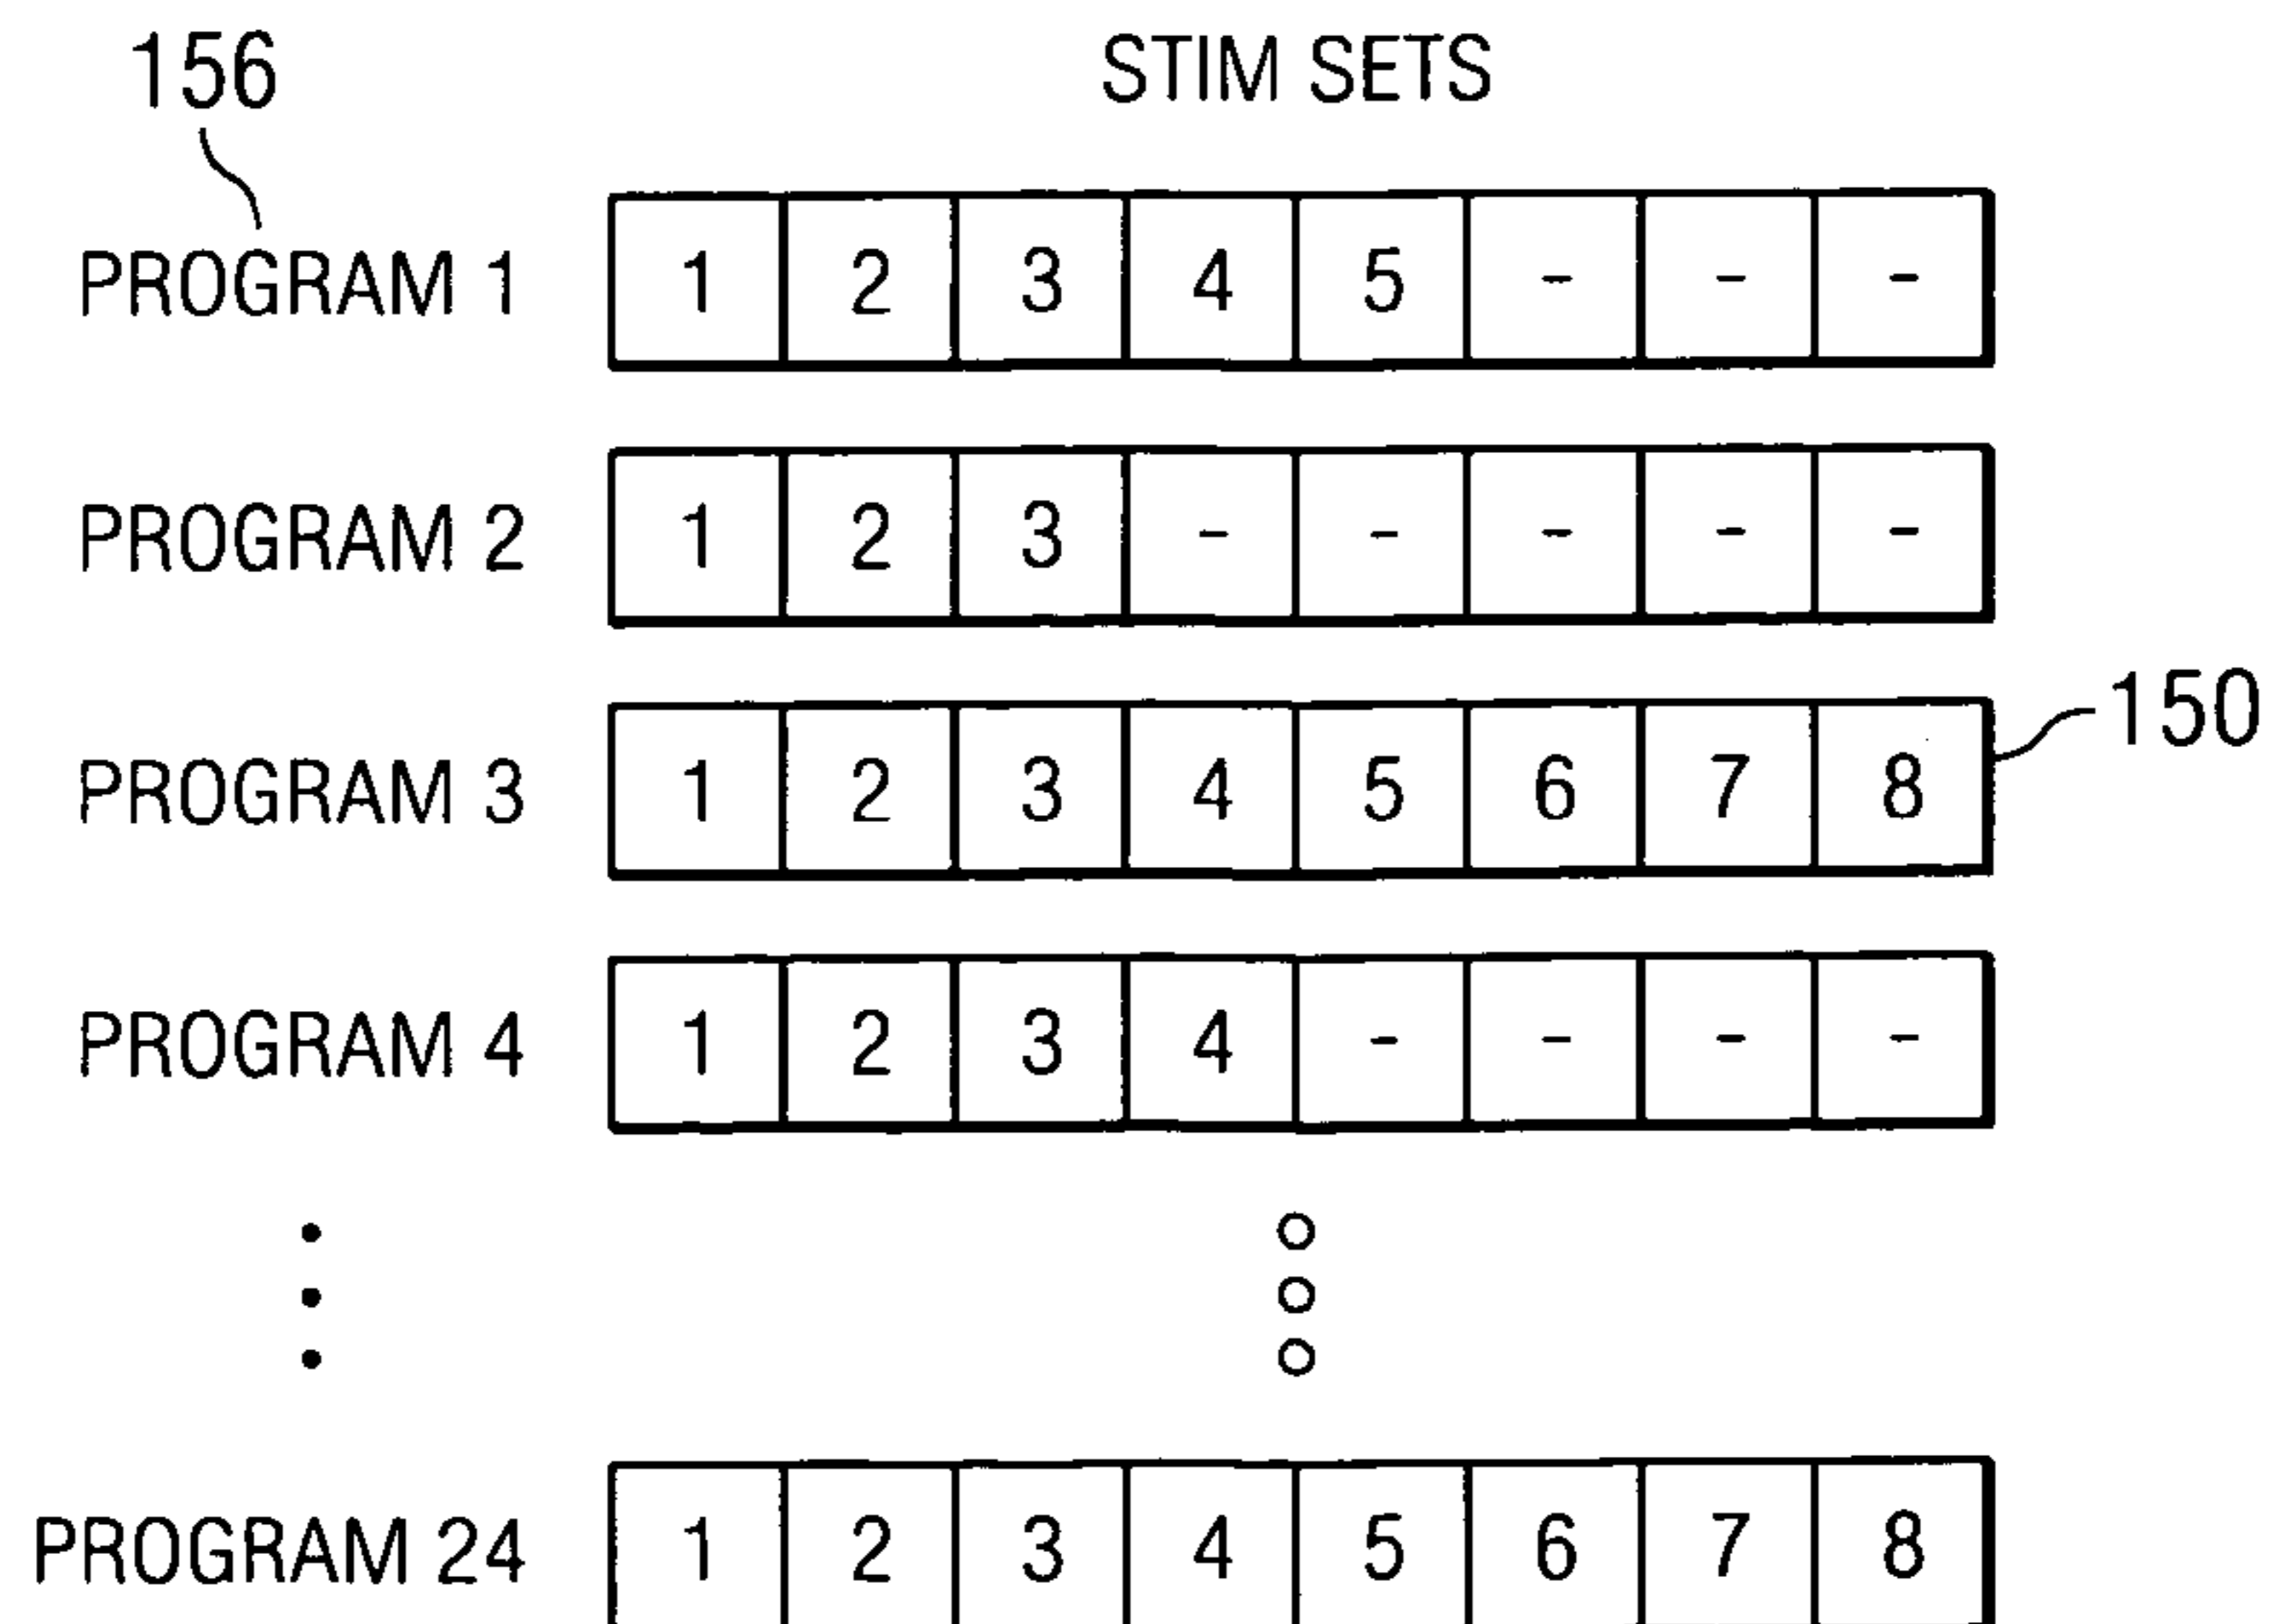 156
STIM SETS
PROGRAM 1 1 2 3 4 5 - - -
PROGRAM 2 1 2 3 - - - - -
150
PROGRAM 3 1 2 3 4 5 6 7 8
PROGRAM 4 1 2 3 4 - - - -
PROGRAM 24 1 2 3 4 5 6 7 8